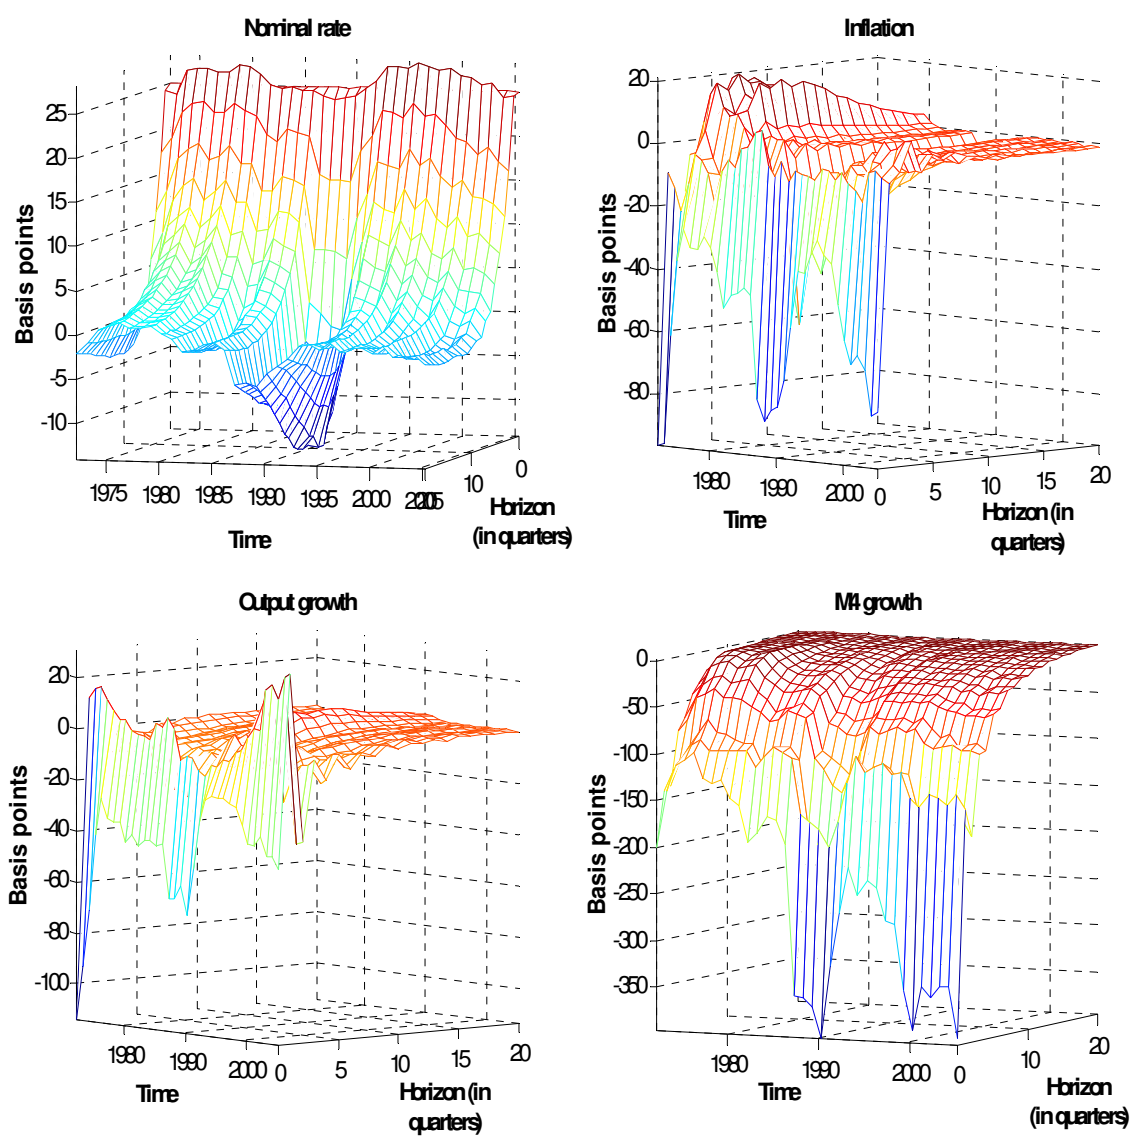 Nominal rate
Basis points
25
20
15
10
5
0
-5
-10
1975 1980 1985 1990 1995 2000 2005
10
0
20
Time
Horizon
(in quarters)
Inflation
Basis points
20
0
-20
-40
-60
-80
1980 1990 2000
0 5 10 15 20
Time
Horizon (in
quarters)
Output growth
Basis points
20
0
-20
-40
-60
-80
-100
1980 1990 2000
0 5 10 15 20
Time
Horizon (in
quarters)
M4 growth
Basis points
0
-50
-100
-150
-200
-250
-300
-350
1980 1990 2000
0 10 20
Time
Horizon
(in quarters)